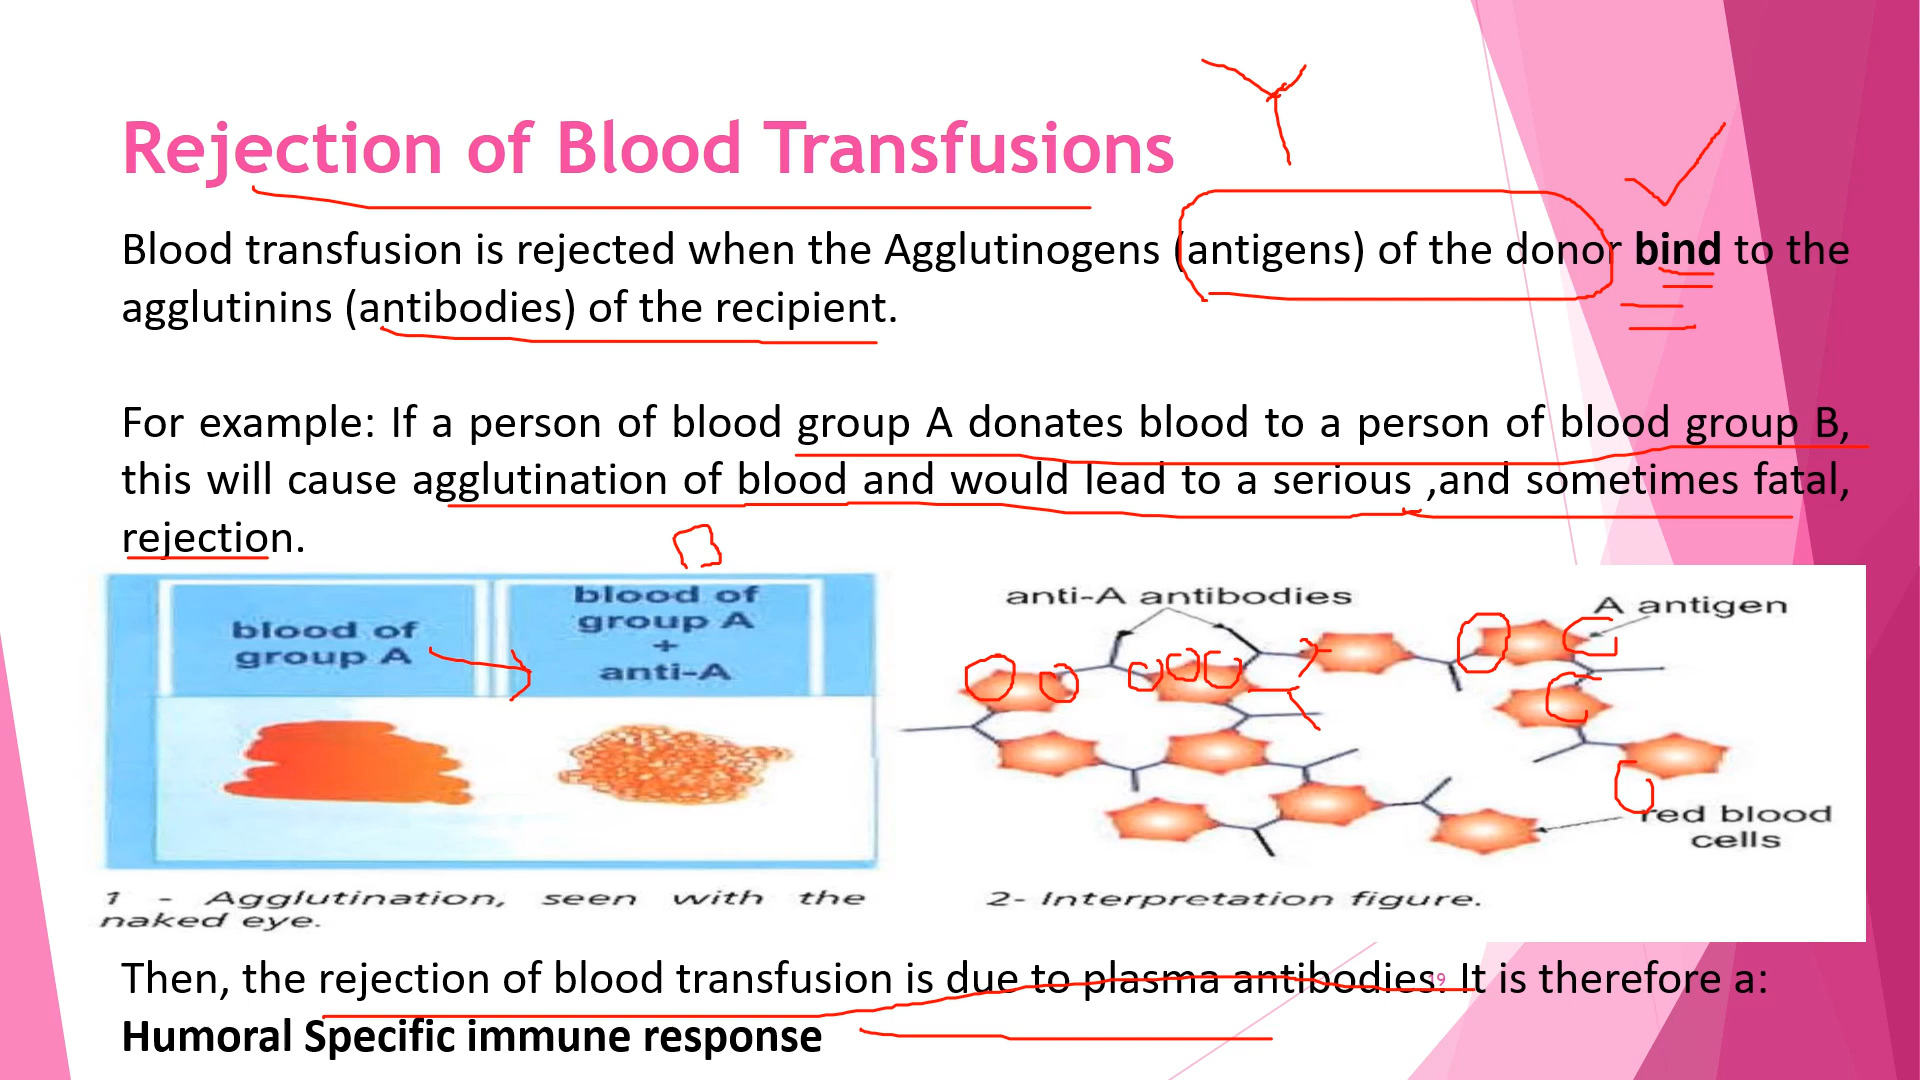 Rejection of Blood Transfusions
Blood transfusion is rejected when the Agglutinogens (antigens) of the donor bind to the
agglutinins (antibodies) of the recipient.
For example: If a person of blood group A donates blood to a person of blood group B,
this will cause agglutination of blood and would lead to a serious ,and sometimes fatal,
rejection.
blood of
group A
blood of
group A
+
anti-A
anti-A antibodies
A antigen
red blood
cells
1 - Agglutination, seen with the
naked eye.
2- Interpretation figure.
Then, the rejection of blood transfusion is due to plasma antibodies. It is therefore a:
19
Humoral Specific immune response